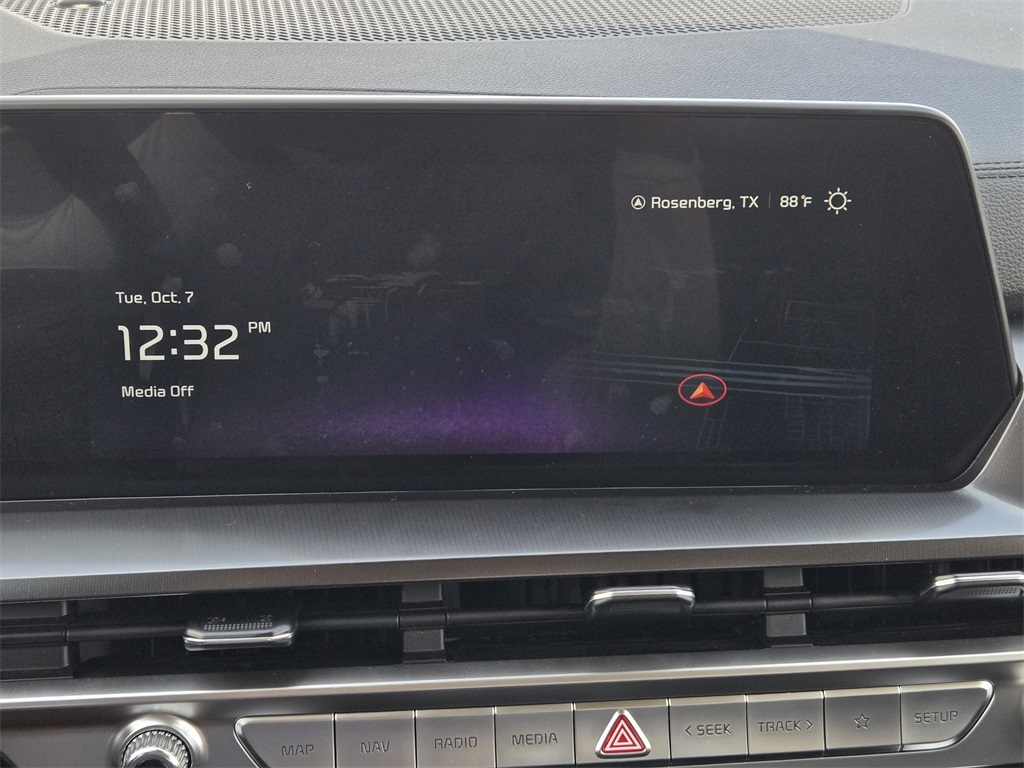 Rosenberg, TX | 88°F
Tue, Oct. 7
12:32 PM
Media Off
MAP NAV RADIO MEDIA < SEEK TRACK > SETUP